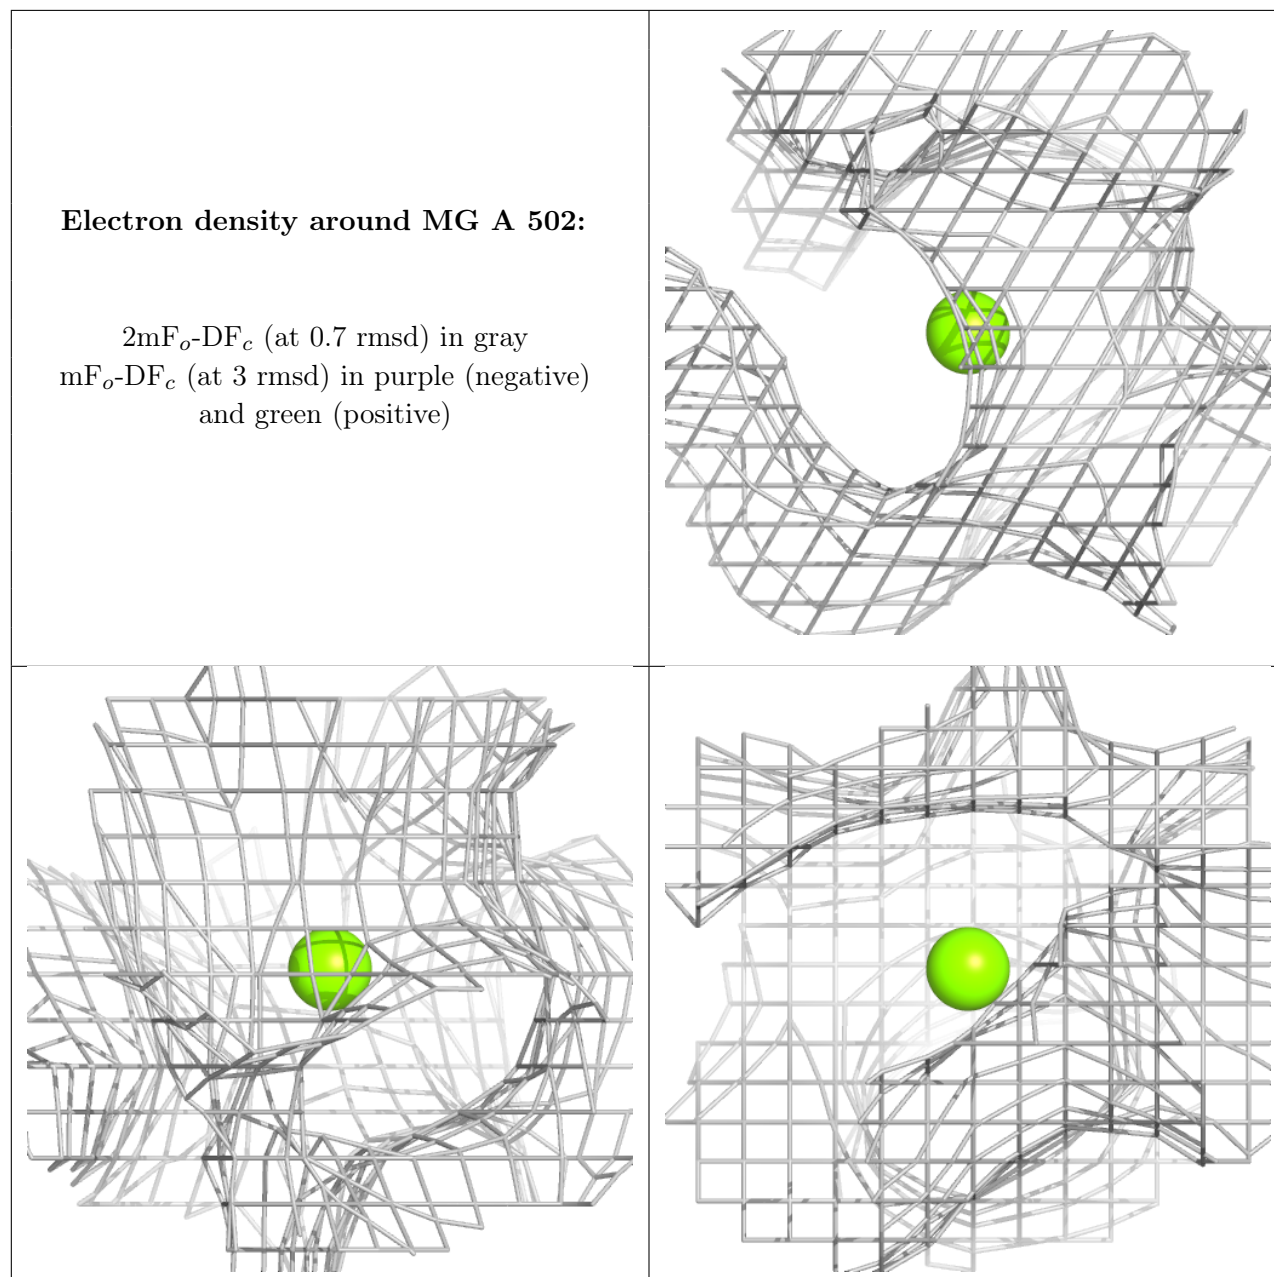 Electron density around MG A 502:
2mFo-DFc (at 0.7 rmsd) in gray
mFo-DFc (at 3 rmsd) in purple (negative)
and green (positive)